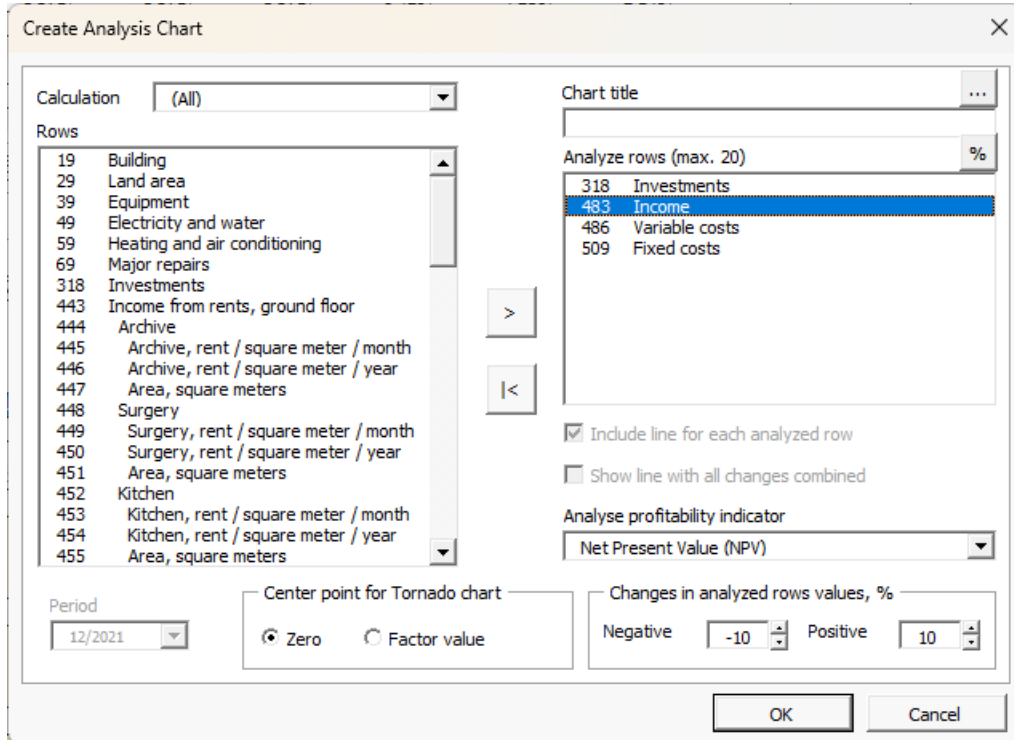 Create Analysis Chart
Calculation
(All)
Rows
19 Building
29 Land area
39 Equipment
49 Electricity and water
59 Heating and air conditioning
69 Major repairs
318 Investments
443 Income from rents, ground floor
444 Archive
445 Archive, rent / square meter / month
446 Archive, rent / square meter / year
447 Area, square meters
448 Surgery
449 Surgery, rent / square meter / month
450 Surgery, rent / square meter / year
451 Area, square meters
452 Kitchen
453 Kitchen, rent / square meter / month
454 Kitchen, rent / square meter / year
455 Area, square meters
>
|<
Chart title
...
Analyze rows (max. 20)
%
318 Investments
483 Income
486 Variable costs
509 Fixed costs
Include line for each analyzed row
Show line with all changes combined
Analyse profitability indicator
Net Present Value (NPV)
Period
12/2021
Center point for Tornado chart
Zero Factor value
Changes in analyzed rows values, %
Negative -10 Positive 10
OK Cancel